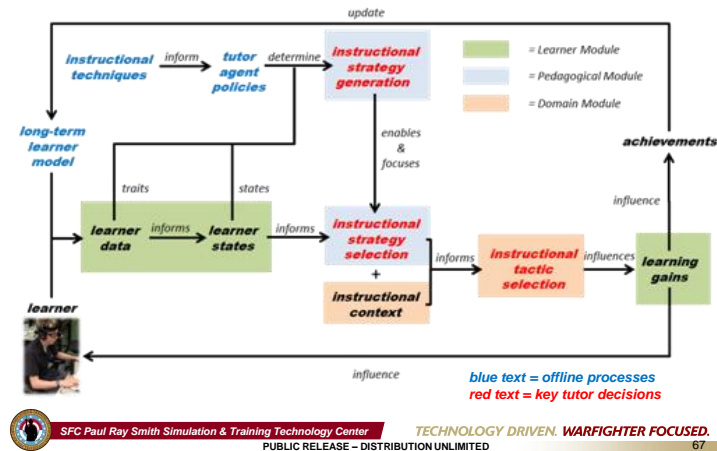 update
instructional
techniques
inform
tutor
agent
policies
determine
instructional
strategy
generation
= Learner Module
= Pedagogical Module
= Domain Module
long-term
learner
model
enables
&
focuses
achievements
traits
states
influence
learner
data
informs
learner
states
informs
instructional
strategy
selection
+
instructional
context
informs
instructional
tactic
selection
influences
learning
gains
learner
influence
blue text = offline processes
red text = key tutor decisions
SFC Paul Ray Smith Simulation & Training Technology Center
TECHNOLOGY DRIVEN. WARFIGHTER FOCUSED.
PUBLIC RELEASE – DISTRIBUTION UNLIMITED
67